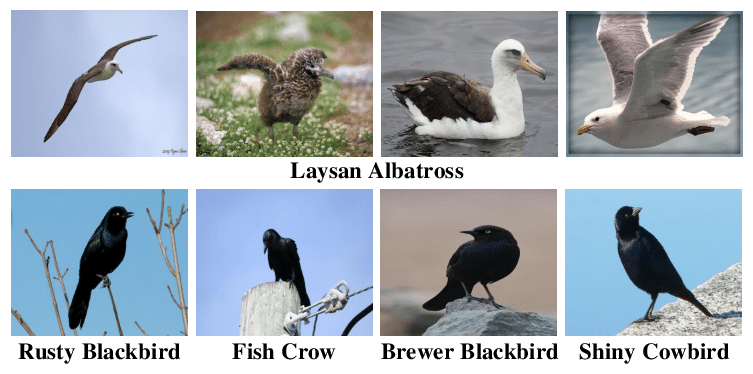 Laysan Albatross
Rusty Blackbird
Fish Crow
Brewer Blackbird
Shiny Cowbird